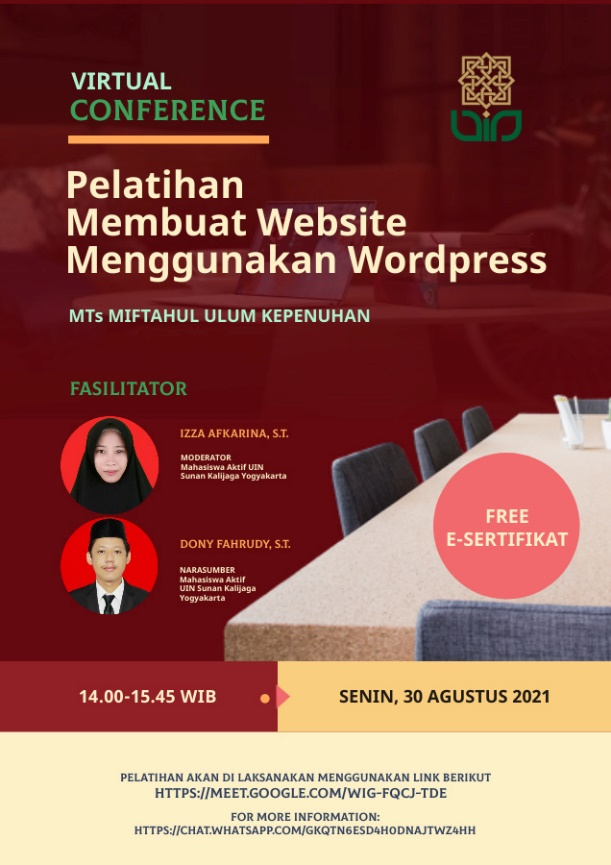 VIRTUAL
CONFERENCE
Pelatihan
Membuat Website
Menggunakan Wordpress
MTs MIFTAHUL ULUM KEPENUHAN
FASILITATOR
IZZA AFKARINA, S.T.
MODERATOR
Mahasiswa Aktif UIN
Sunan Kalijaga Yogyakarta
DONY FAHRUDY, S.T.
NARASUMBER
Mahasiswa Aktif
UIN Sunan Kalijaga
Yogyakarta
FREE
E-SERTIFIKAT
14.00-15.45 WIB
SENIN, 30 AGUSTUS 2021
PELATIHAN AKAN DI LAKSANAKAN MENGGUNAKAN LINK BERIKUT
HTTPS://MEET.GOOGLE.COM/WIG-FQCJ-TDE
FOR MORE INFORMATION:
HTTPS://CHAT.WHATSAPP.COM/GKQTN6ESD4H0DNAJTWZ4HH